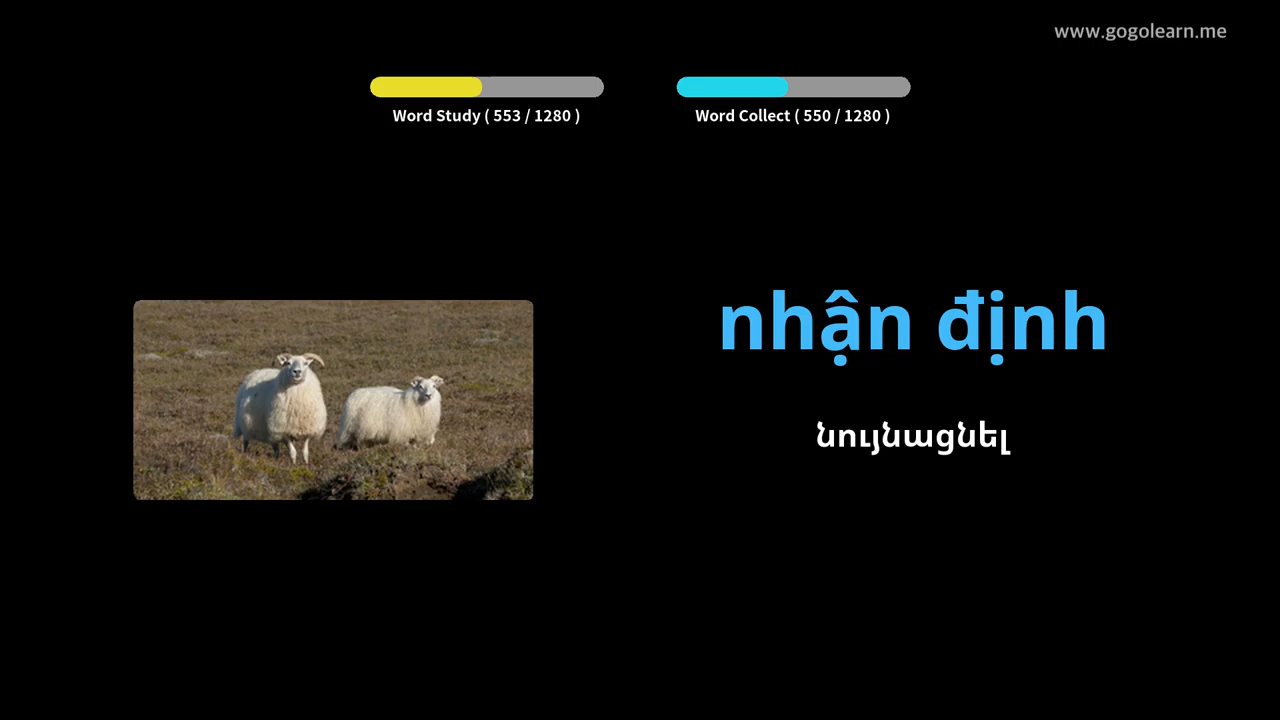 www.gogolearn.me
Word Study ( 553 / 1280 )
Word Collect ( 550 / 1280 )
nhận định
նույնացնել